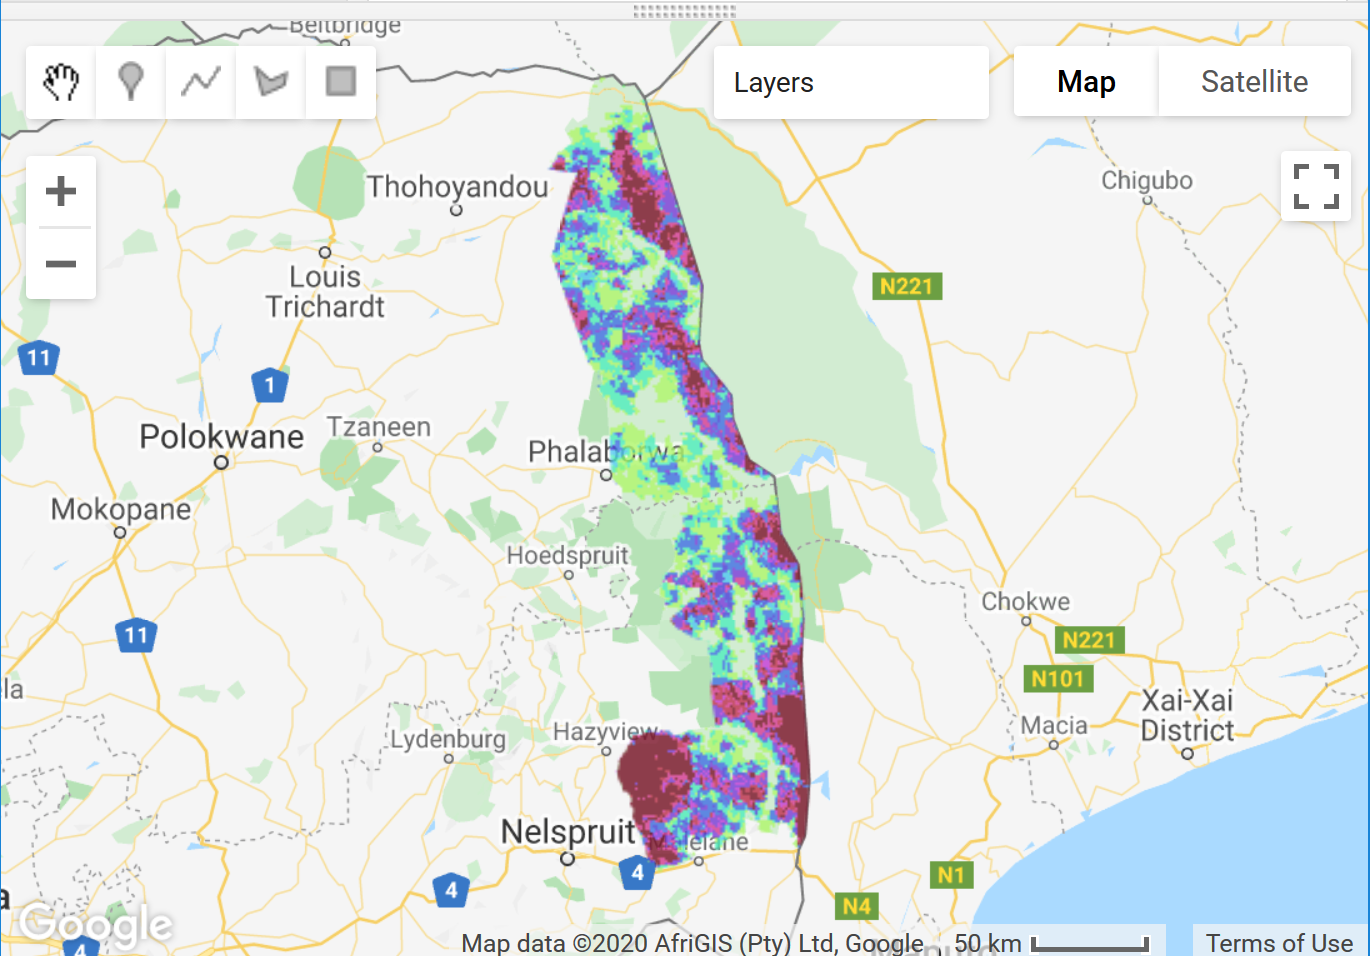 Beitbridge
Layers
Map
Satellite
Thohoyandou
Chigubo
Louis
Trichardt
N221
11
1
Polokwane
Tzaneen
Phalaborwa
Mokopane
Hoedspruit
Chokwe
11
N221
N101
la
Xai-Xai
District
Macia
Lydenburg
Hazyview
Nelspruit
Malelane
4
4
N1
N4
a
Google
4
Map data ©2020 AfriGIS (Pty) Ltd, Google
50 km
Terms of Use